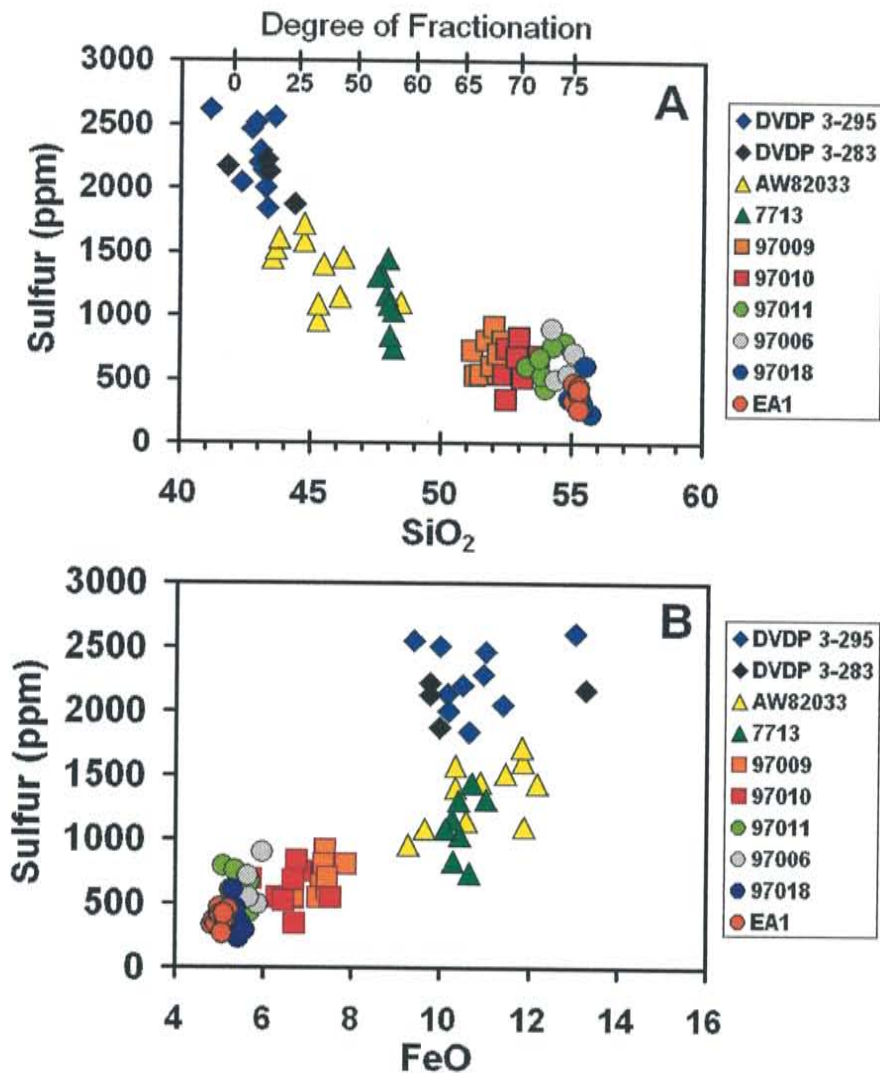 Degree of Fractionation
0 25 50 60 65 70 75
A
3000
2500
2000
1500
1000
500
0
Sulfur (ppm)
40 45 50 55 60
SiO2
DVDP 3-295
DVDP 3-283
AW82033
7713
97009
97010
97011
97006
97018
EA1
B
3000
2500
2000
1500
1000
500
0
Sulfur (ppm)
4 6 8 10 12 14 16
FeO
DVDP 3-295
DVDP 3-283
AW82033
7713
97009
97010
97011
97006
97018
EA1